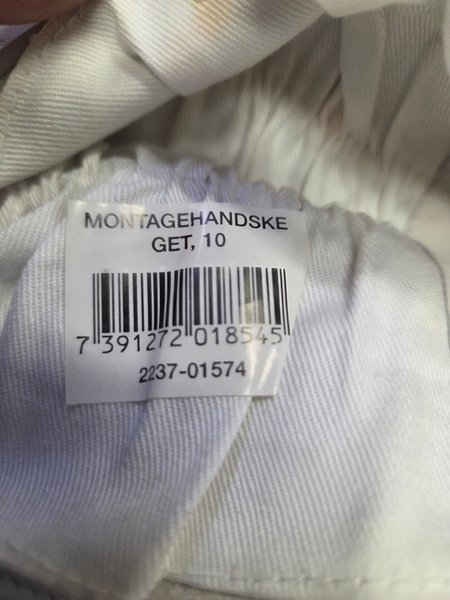 MONTAGEHANDSKE
GET, 10
7 391272 018545
2237-01574